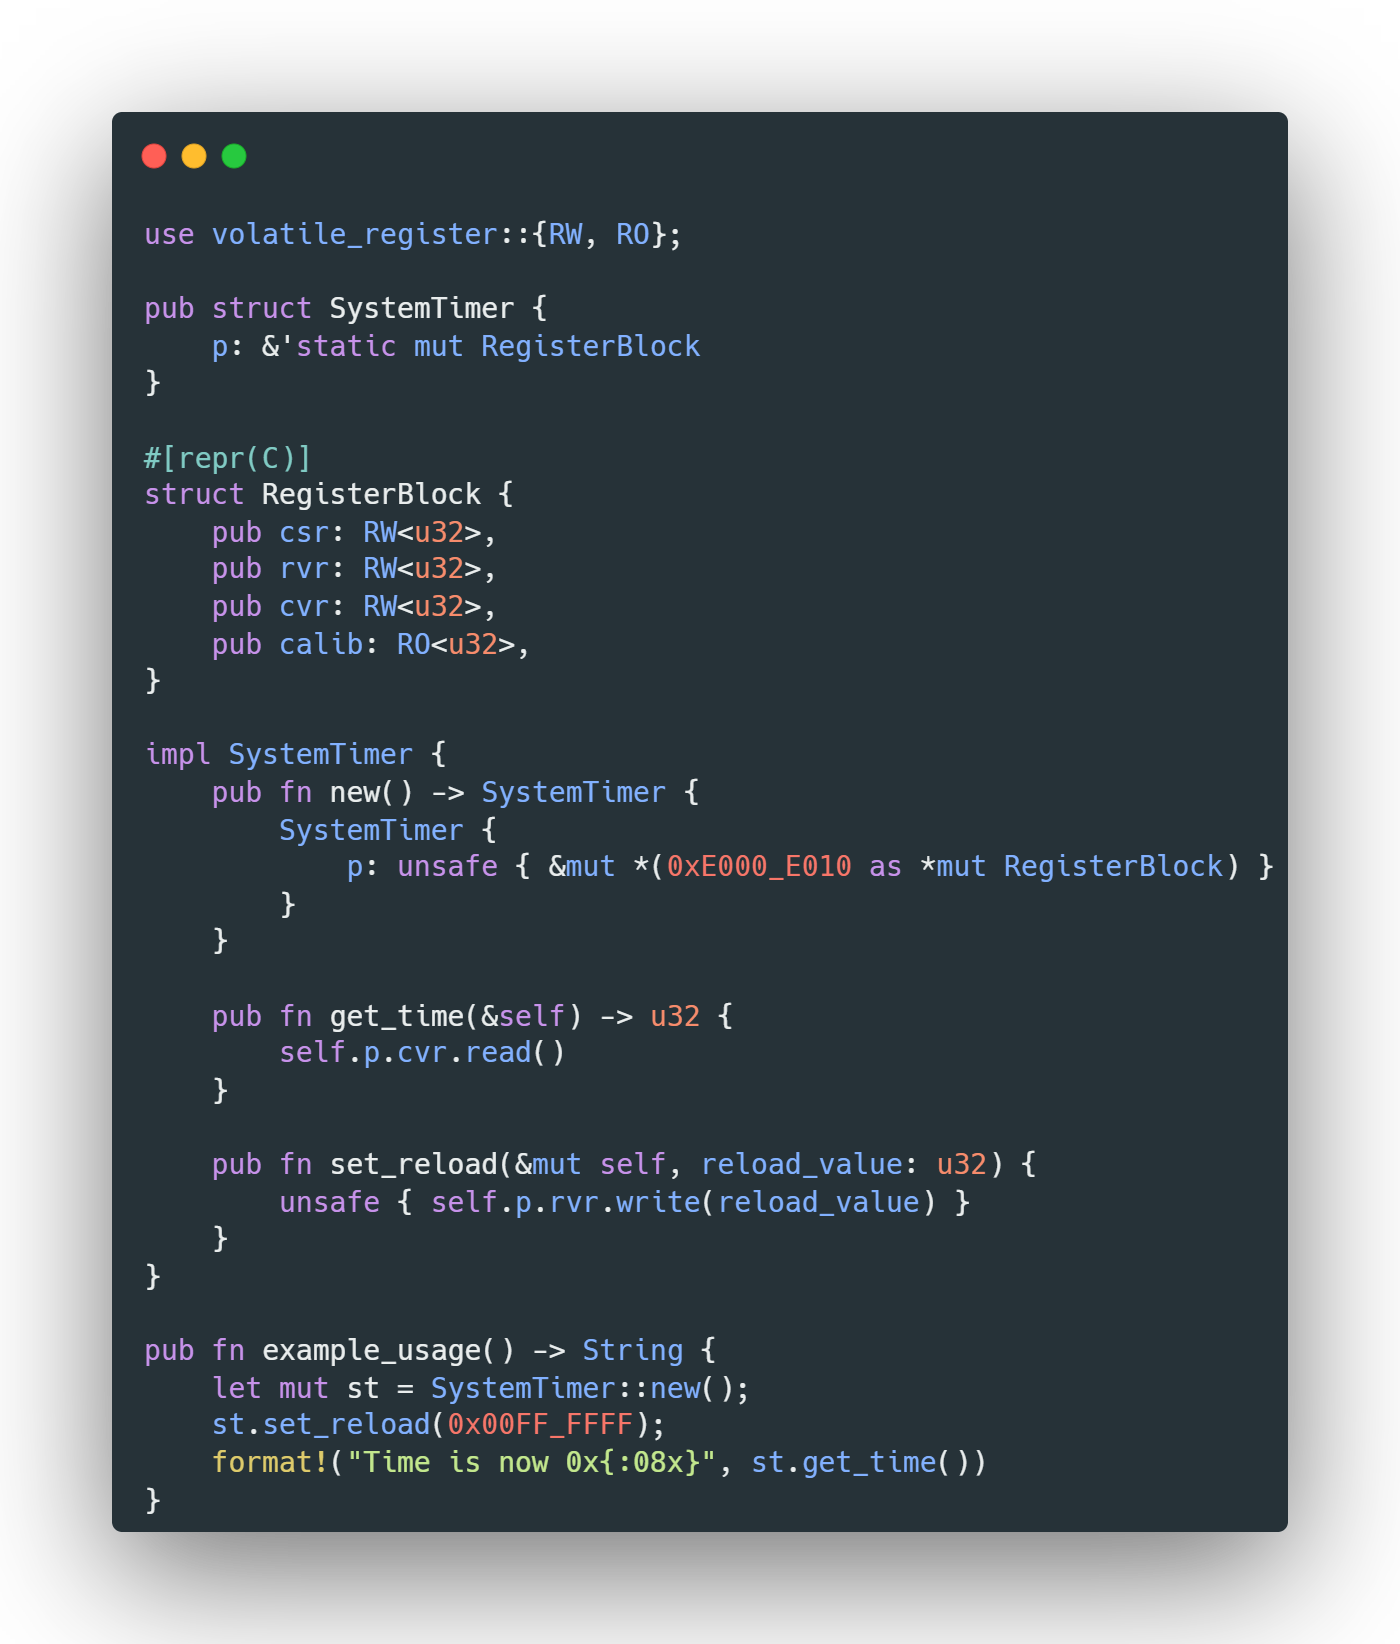 use volatile_register::{RW, RO};

pub struct SystemTimer {
    p: &'static mut RegisterBlock
}

#[repr(C)]
struct RegisterBlock {
    pub csr: RW<u32>,
    pub rvr: RW<u32>,
    pub cvr: RW<u32>,
    pub calib: RO<u32>,
}

impl SystemTimer {
    pub fn new() -> SystemTimer {
        SystemTimer {
            p: unsafe { &mut *(0xE000_E010 as *mut RegisterBlock) }
        }
    }

    pub fn get_time(&self) -> u32 {
        self.p.cvr.read()
    }

    pub fn set_reload(&mut self, reload_value: u32) {
        unsafe { self.p.rvr.write(reload_value) }
    }
}

pub fn example_usage() -> String {
    let mut st = SystemTimer::new();
    st.set_reload(0x00FF_FFFF);
    format!("Time is now 0x{:08x}", st.get_time())
}